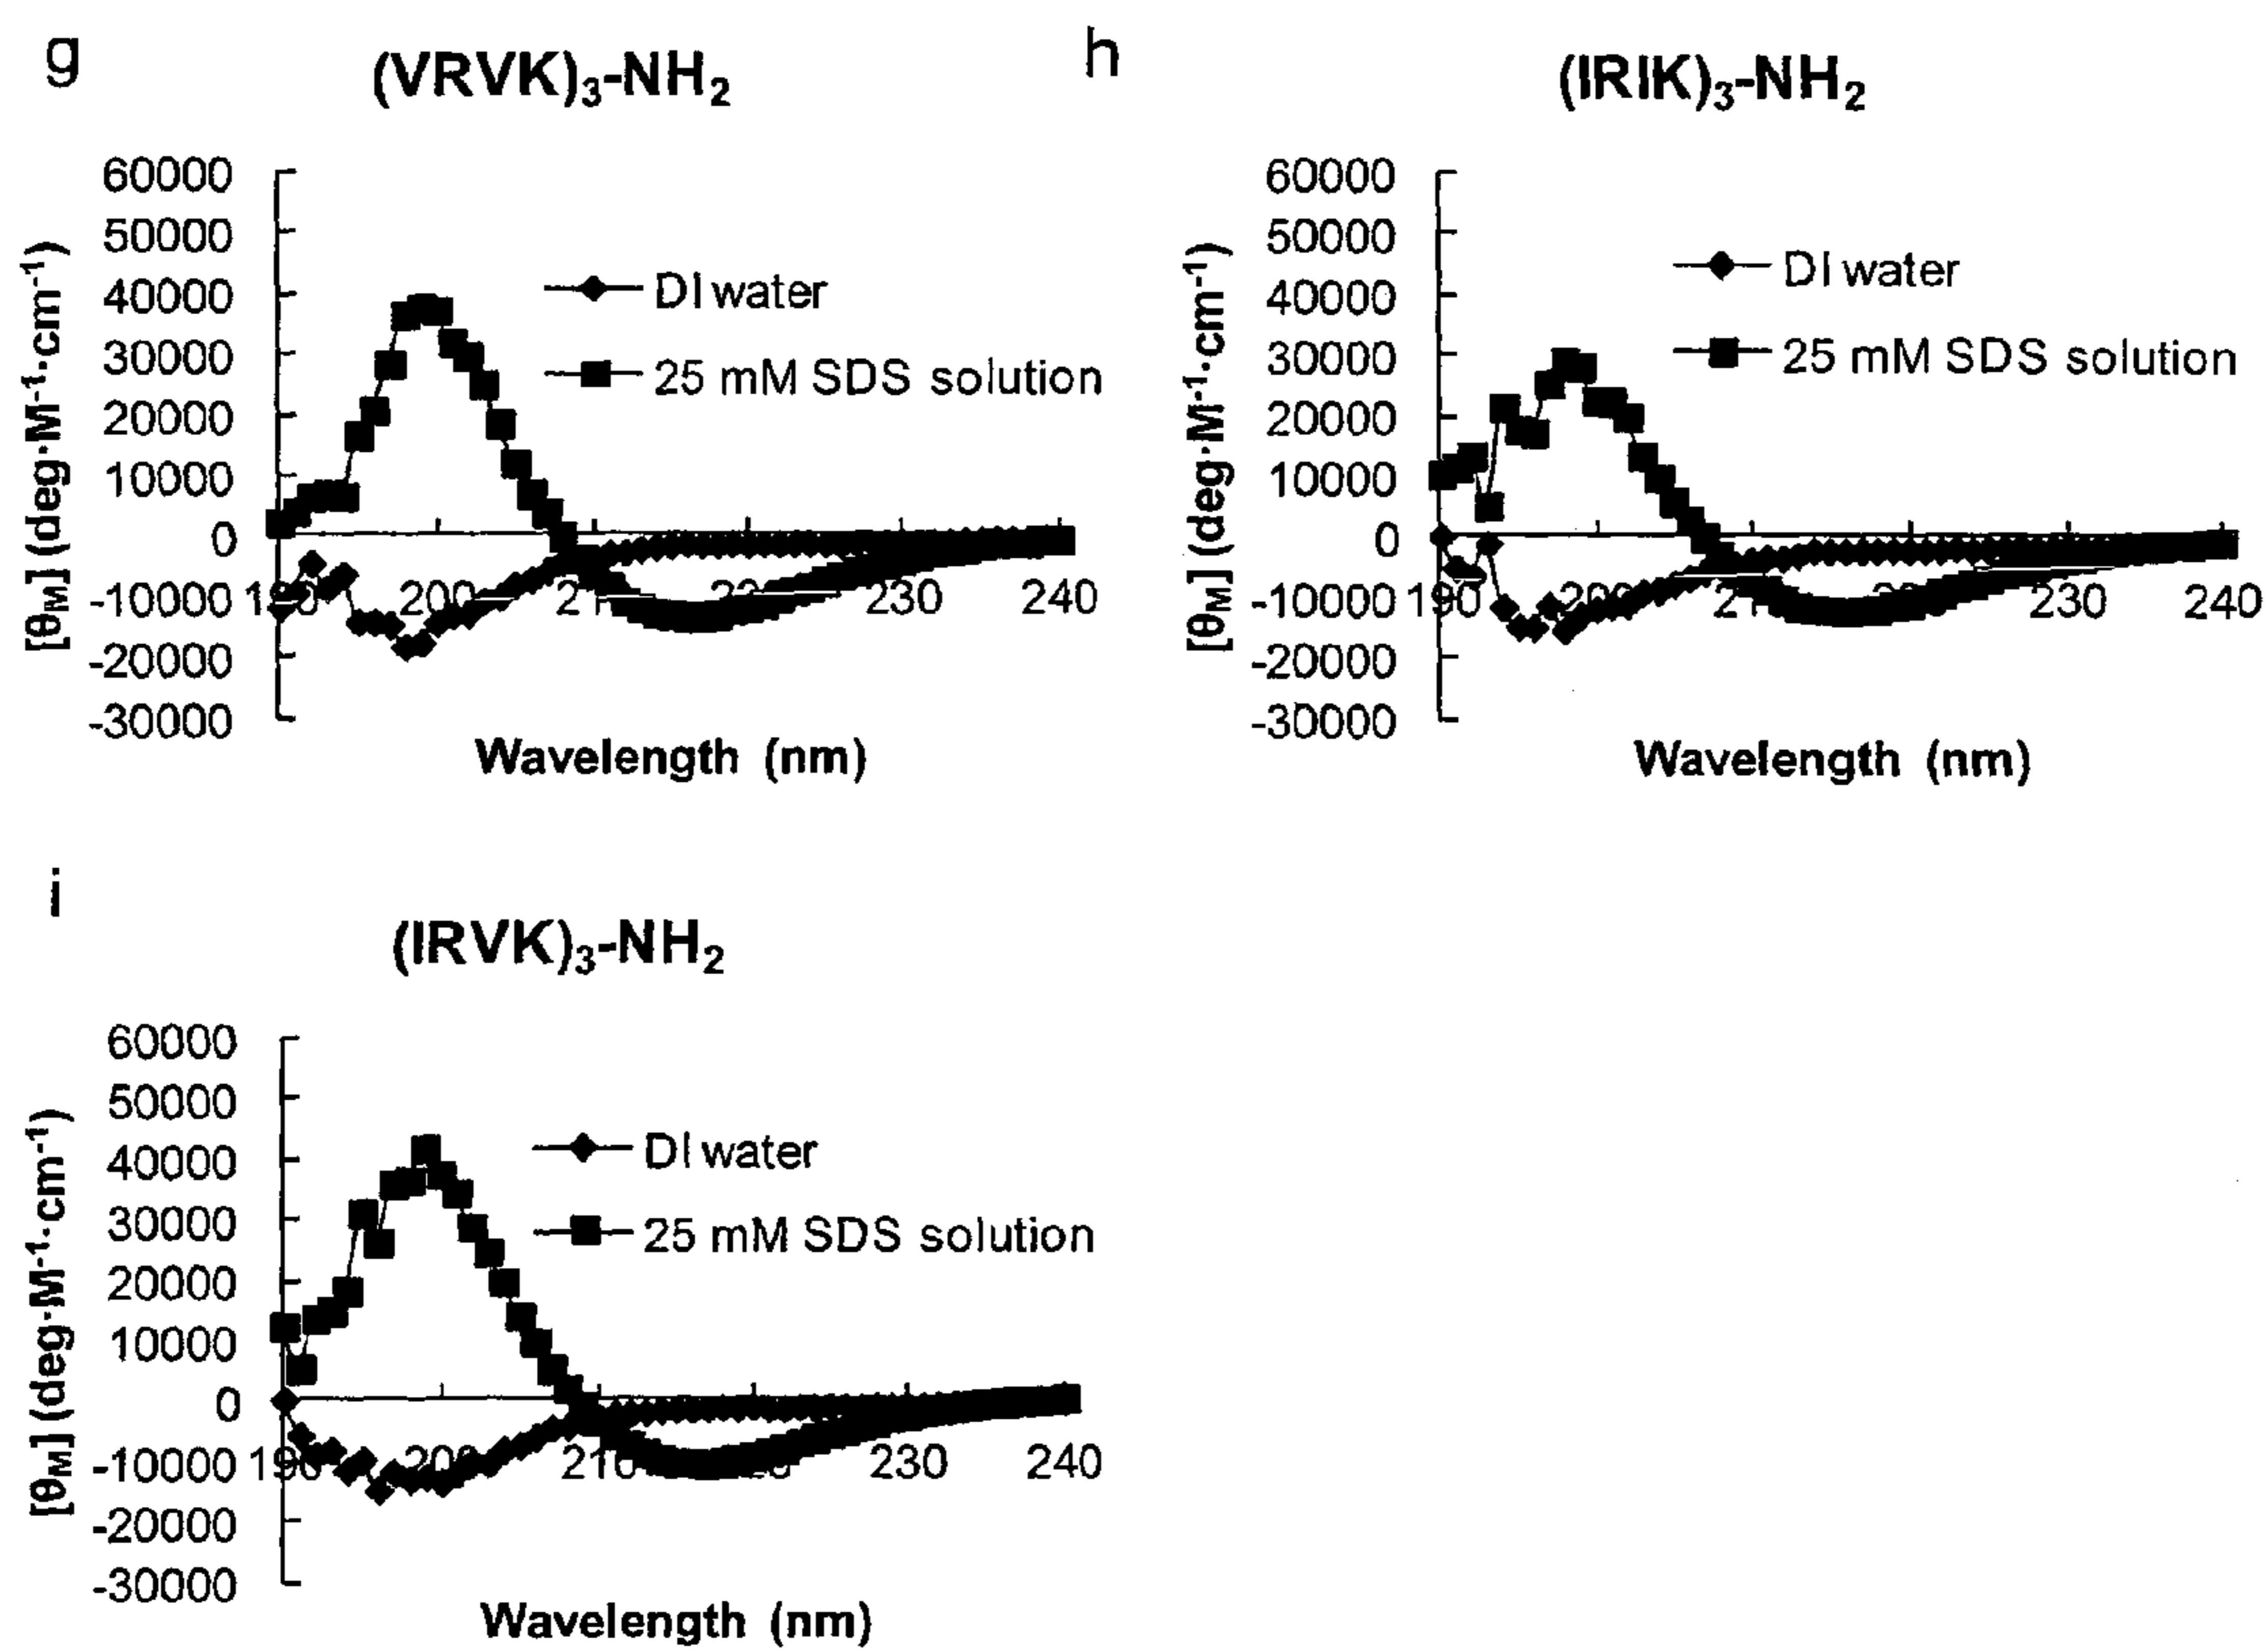 g
(VRVK)₃-NH₂
60000
50000
40000
30000
20000
10000
0
-10000
-20000
-30000
[θM] (deg·M⁻¹·cm⁻¹)
DI water
25 mM SDS solution
200 230 240
Wavelength (nm)
h
(IRIK)₃-NH₂
60000
50000
40000
30000
20000
10000
0
-10000
-20000
-30000
[θM] (deg·M⁻¹·cm⁻¹)
DI water
25 mM SDS solution
190 200 230 240
Wavelength (nm)
i
(IRVK)₃-NH₂
60000
50000
40000
30000
20000
10000
0
-10000
-20000
-30000
[θM] (deg·M⁻¹·cm⁻¹)
DI water
25 mM SDS solution
190 200 210 230 240
Wavelength (nm)